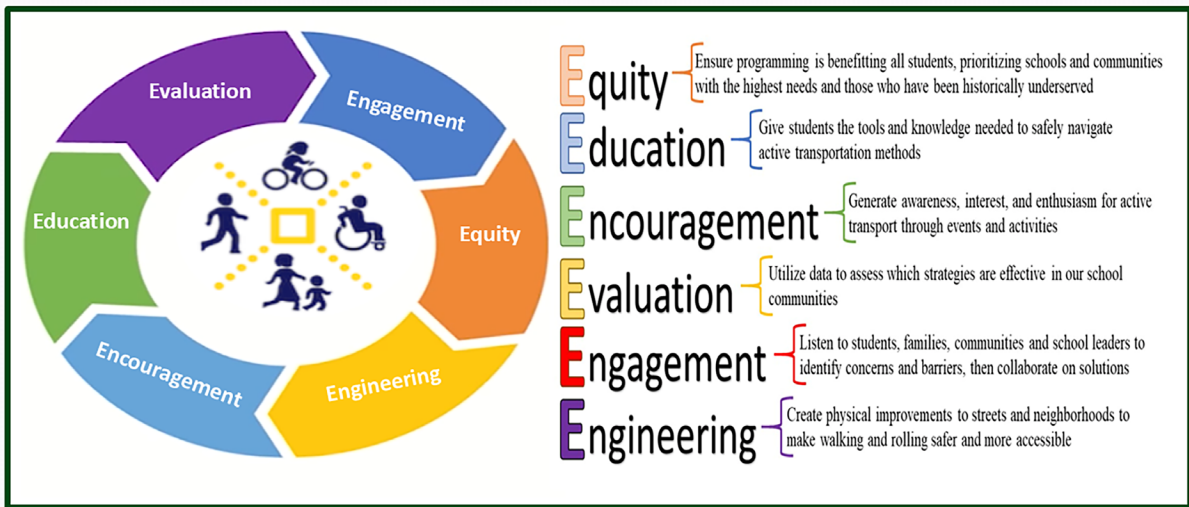 Evaluation
Engagement
Education
Equity
Encouragement
Engineering
Equity
Ensure programming is benefitting all students, prioritizing schools and communities
with the highest needs and those who have been historically underserved
Education
Give students the tools and knowledge needed to safely navigate
active transportation methods
Encouragement
Generate awareness, interest, and enthusiasm for active
transport through events and activities
Evaluation
Utilize data to assess which strategies are effective in our school
communities
Engagement
Listen to students, families, communities and school leaders to
identify concerns and barriers, then collaborate on solutions
Engineering
Create physical improvements to streets and neighborhoods to
make walking and rolling safer and more accessible